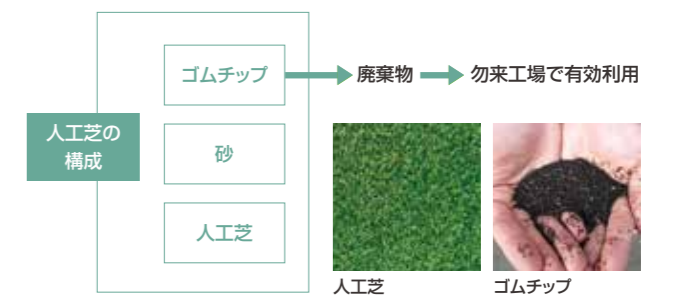 人工芝の
構成
ゴムチップ
廃棄物
勿来工場で有効利用
砂
人工芝
人工芝
ゴムチップ